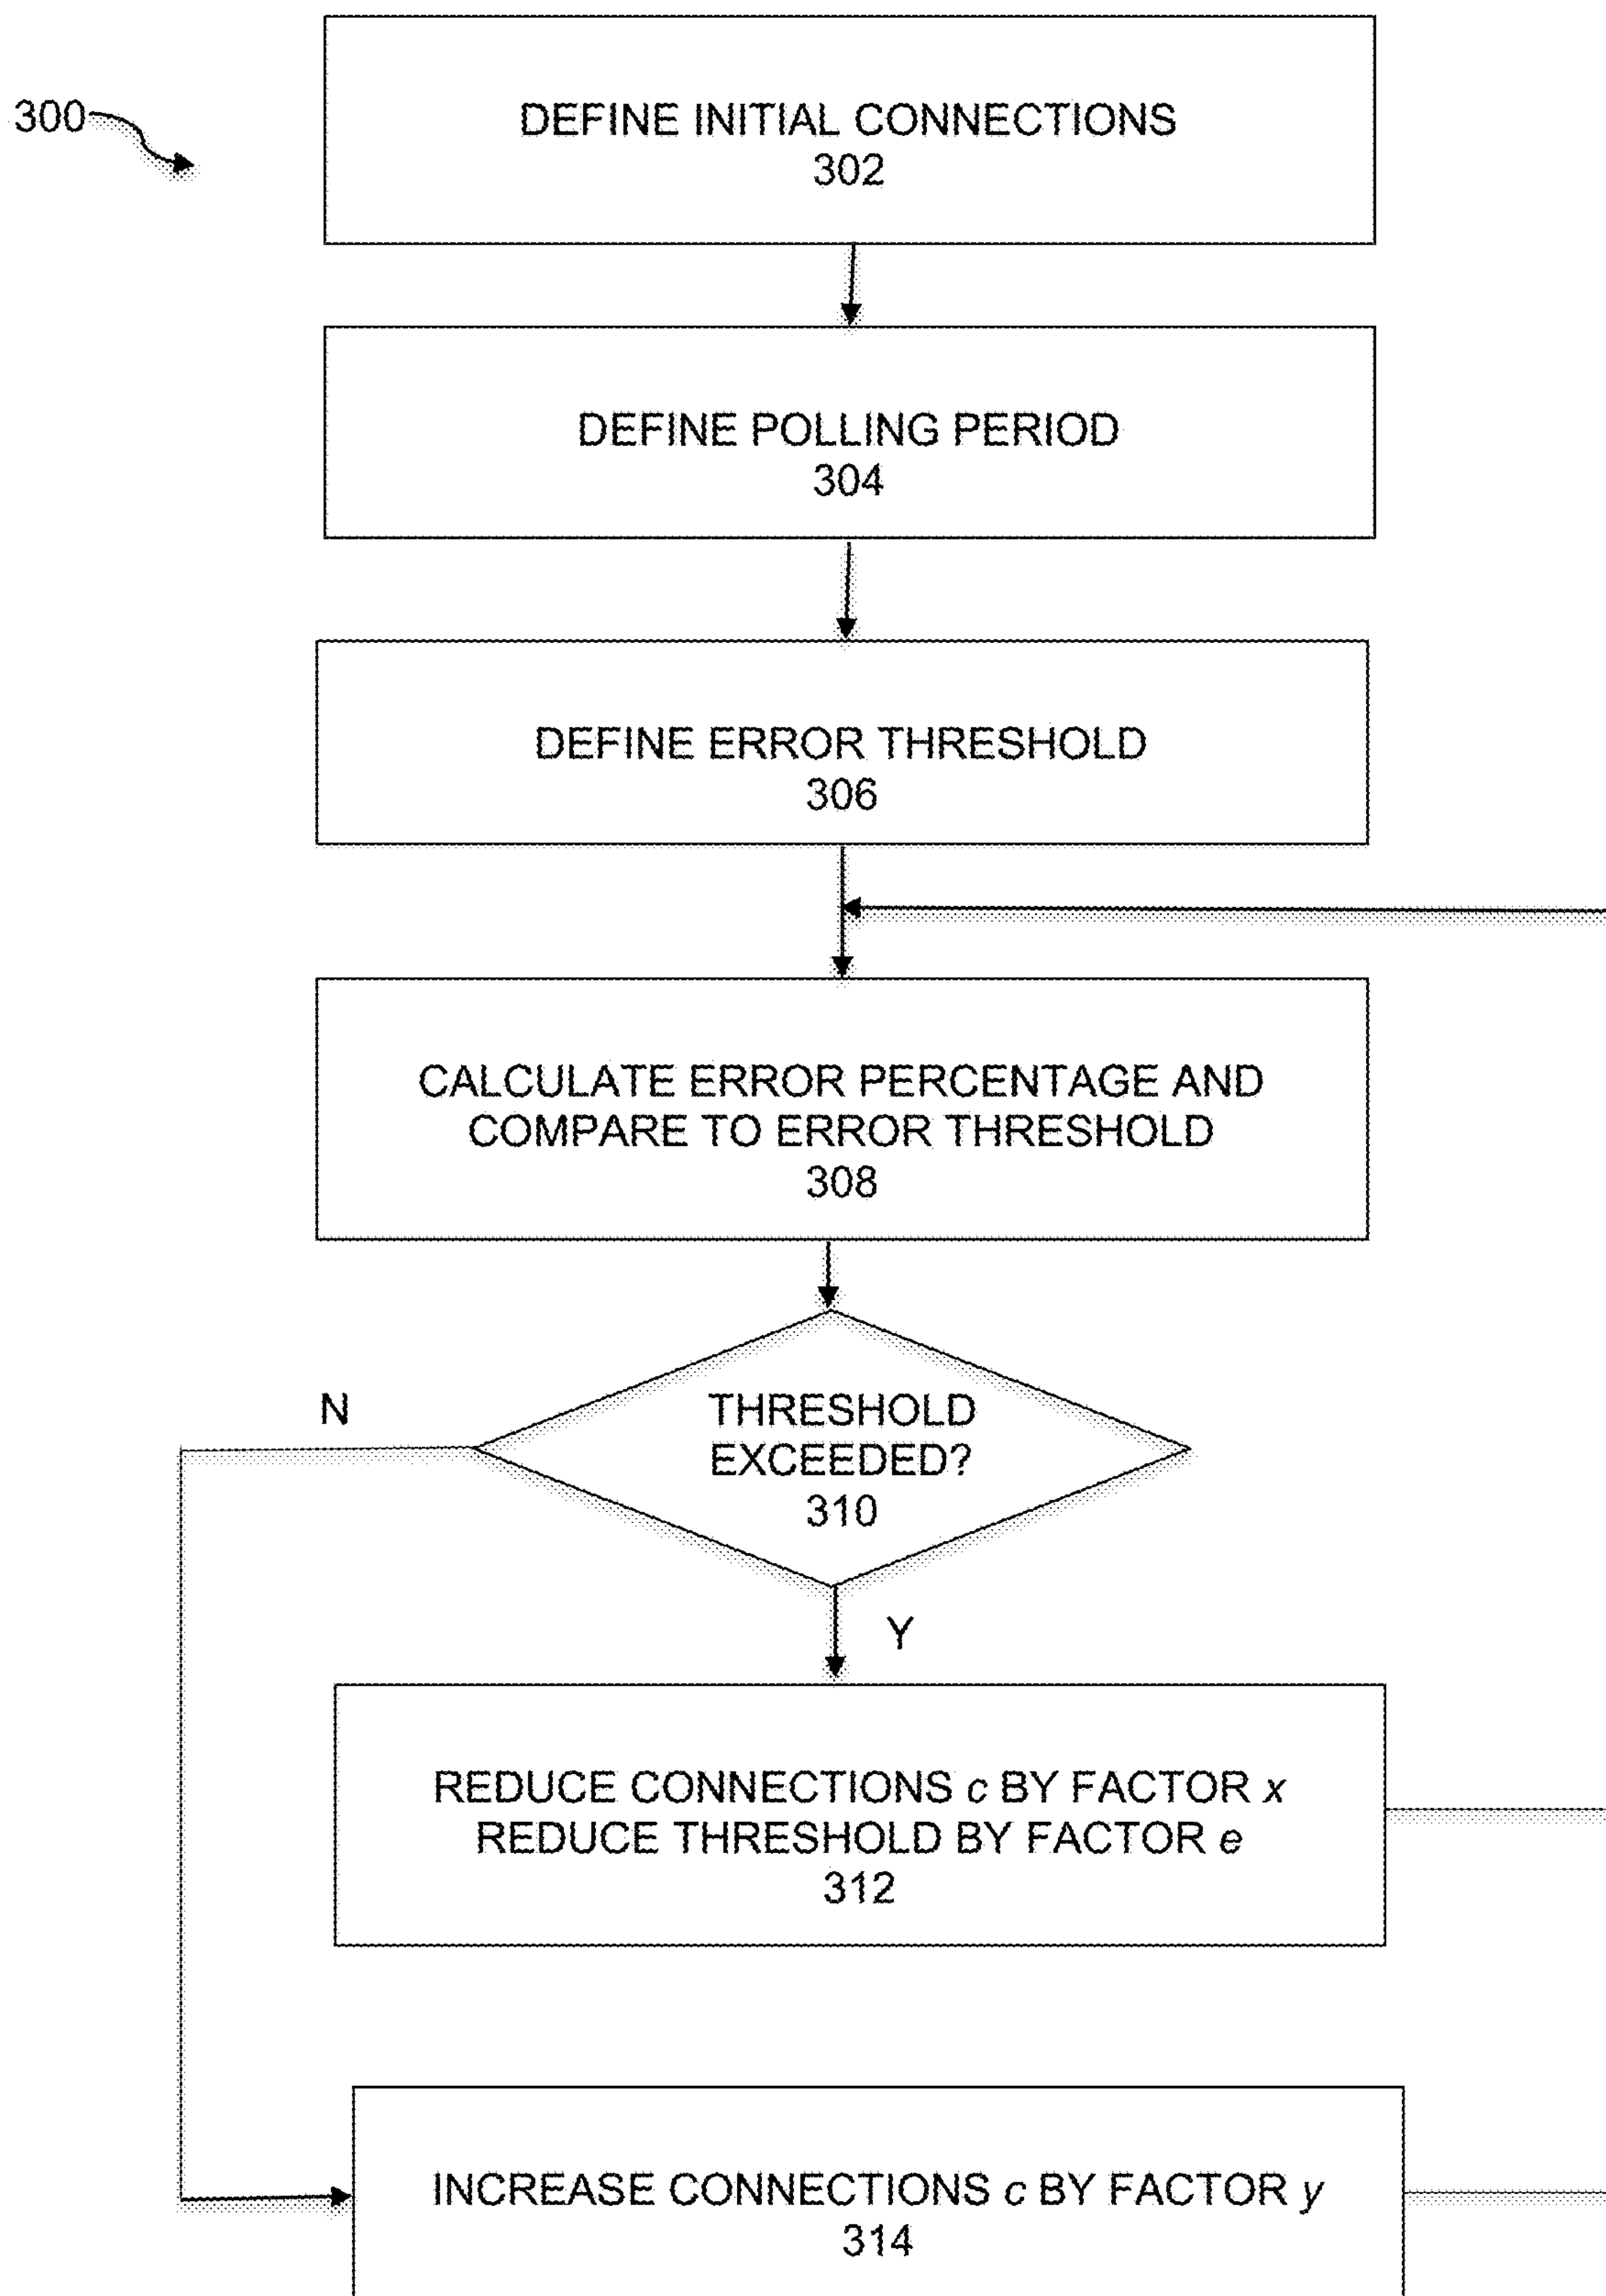 300
DEFINE INITIAL CONNECTIONS
302
DEFINE POLLING PERIOD
304
DEFINE ERROR THRESHOLD
306
CALCULATE ERROR PERCENTAGE AND
COMPARE TO ERROR THRESHOLD
308
N
THRESHOLD
EXCEEDED?
310
Y
REDUCE CONNECTIONS c BY FACTOR x
REDUCE THRESHOLD BY FACTOR e
312
INCREASE CONNECTIONS c BY FACTOR y
314